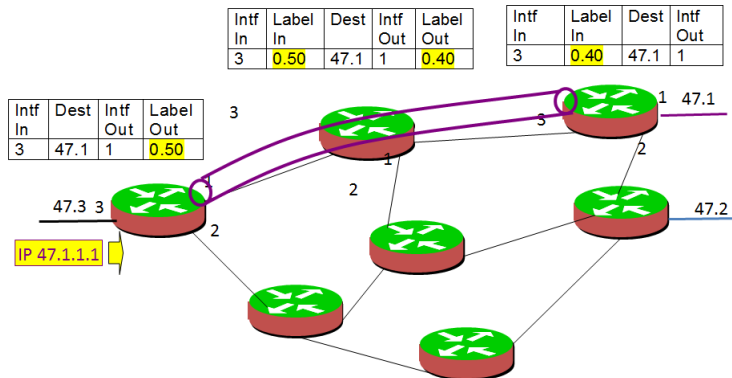 Intf In Label In Dest Intf Out Label Out
3 0.50 47.1 1 0.40
Intf In Label In Dest Intf Out
3 0.40 47.1 1
Intf In Dest Intf Out Label Out
3 47.1 1 0.50
3
1
47.1
3
2
1
1
2
47.3
3
2
47.2
IP 47.1.1.1